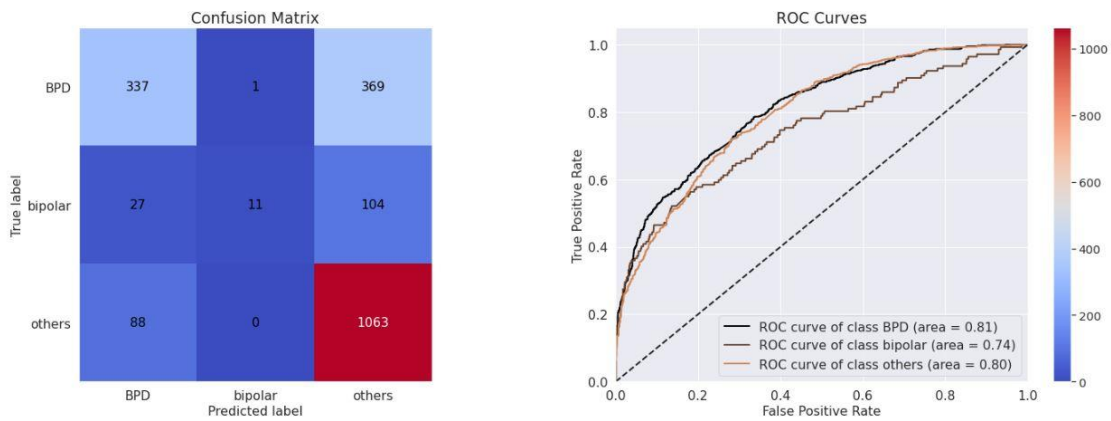 Confusion Matrix
BPD
337
1
369
bipolar
27
11
104
others
88
0
1063
True label
BPD
bipolar
others
Predicted label
ROC Curves
1.0
0.8
0.6
0.4
0.2
0.0
True Positive Rate
ROC curve of class BPD (area = 0.81)
ROC curve of class bipolar (area = 0.74)
ROC curve of class others (area = 0.80)
0.0
0.2
0.4
0.6
0.8
1.0
False Positive Rate
1000
800
600
400
200
0